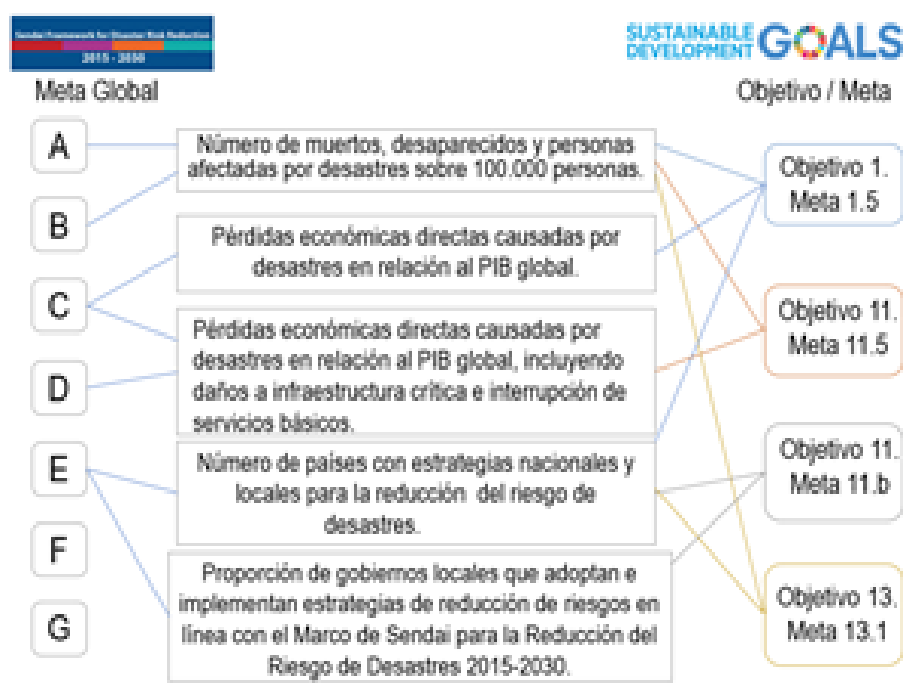 Sendai Framework for Disaster Risk Reduction
2015 - 2030
SUSTAINABLE
DEVELOPMENT
GOALS
Meta Global
Objetivo / Meta
A
B
C
D
E
F
G
Número de muertos, desaparecidos y personas
afectadas por desastres sobre 100.000 personas.
Pérdidas económicas directas causadas por
desastres en relación al PIB global.
Pérdidas económicas directas causadas por
desastres en relación al PIB global, incluyendo
daños a infraestructura crítica e interrupción de
servicios básicos.
Número de países con estrategias nacionales y
locales para la reducción del riesgo de
desastres.
Proporción de gobiernos locales que adoptan e
implementan estrategias de reducción de riesgos en
línea con el Marco de Sendai para la Reducción del
Riesgo de Desastres 2015-2030.
Objetivo 1.
Meta 1.5
Objetivo 11.
Meta 11.5
Objetivo 11.
Meta 11.b
Objetivo 13.
Meta 13.1